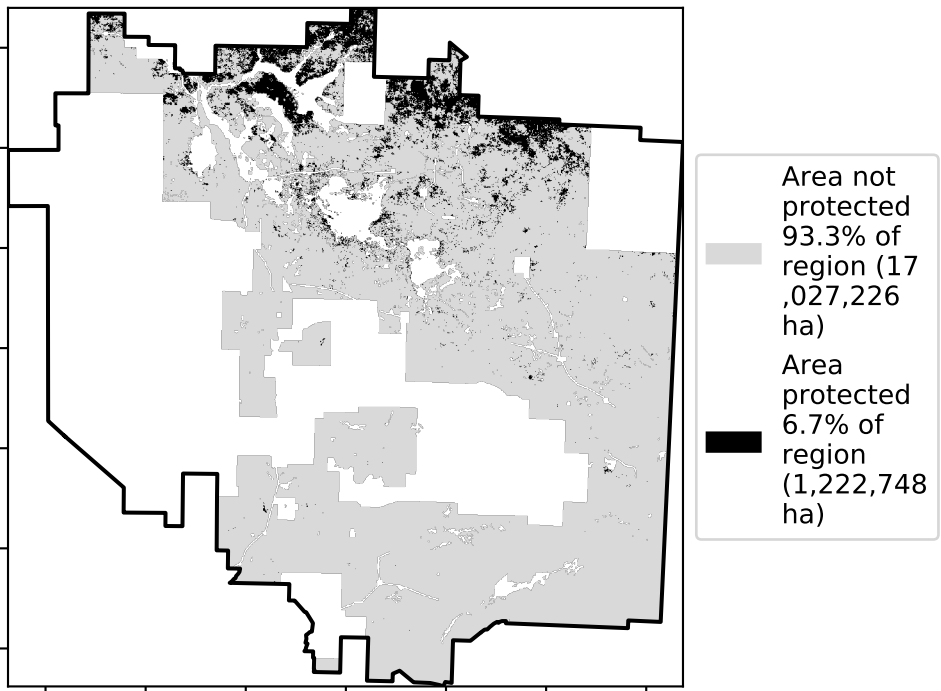 Area not
protected
93.3% of
region (17
,027,226
ha)
Area
protected
6.7% of
region
(1,222,748
ha)